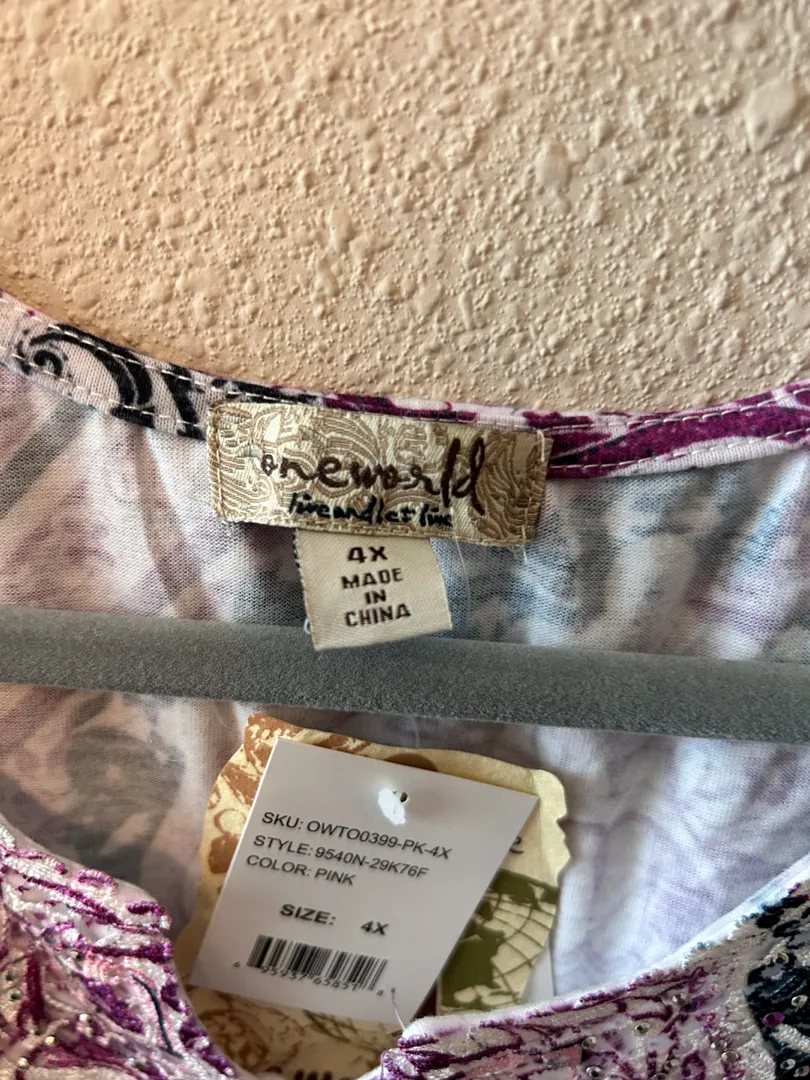 oneworld
live and let live
4X
MADE
IN
CHINA
SKU: OWTO0399-PK-4X
STYLE: 9540N-29K76F
COLOR: PINK
SIZE: 4X